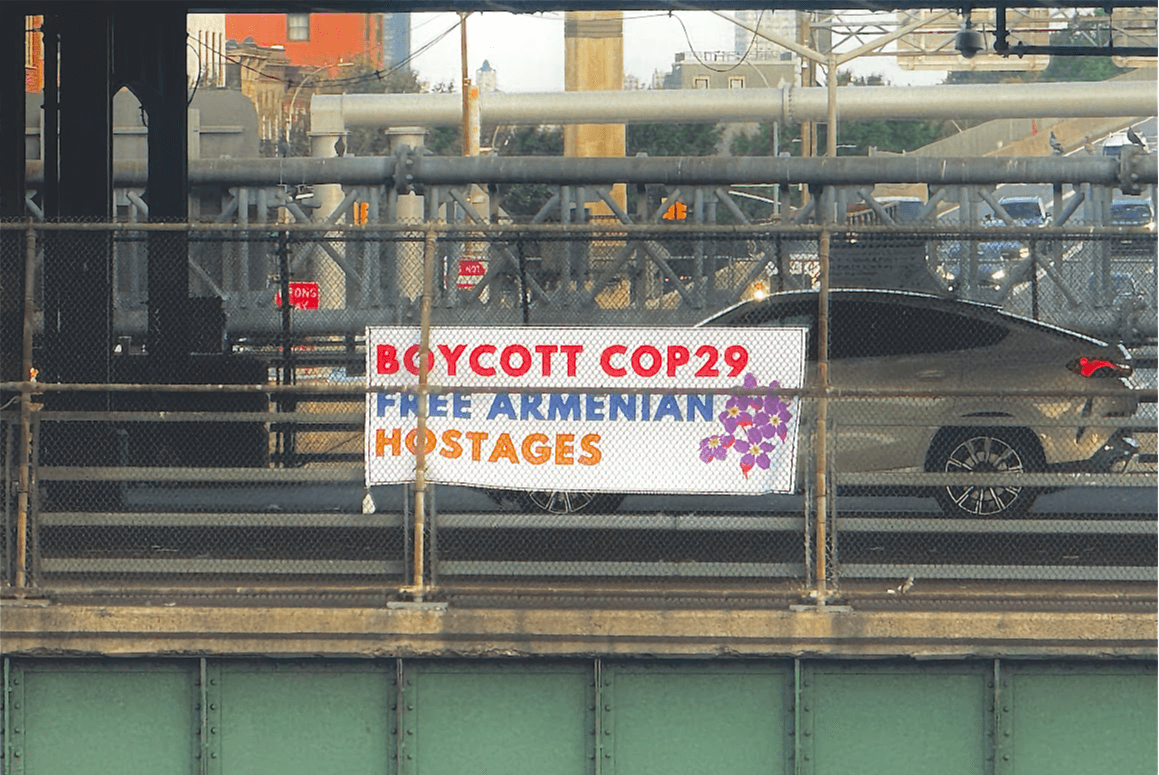 BOYCOTT COP29
FREE ARMENIAN
HOSTAGES